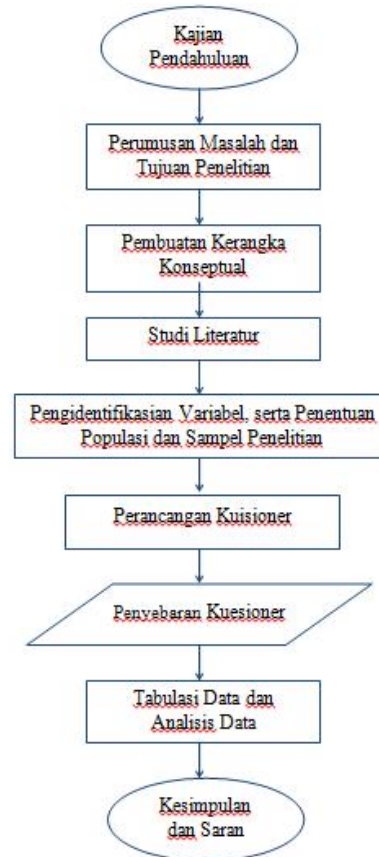 Kajian
Pendahuluan
Perumusan Masalah dan
Tujuan Penelitian
Pembuatan Kerangka
Konseptual
Studi Literatur
Pengidentifikasian Variabel, serta Penentuan
Populasi dan Sampel Penelitian
Perancangan Kuisioner
Penyebaran Kuesioner
Tabulasi Data dan
Analisis Data
Kesimpulan
dan Saran